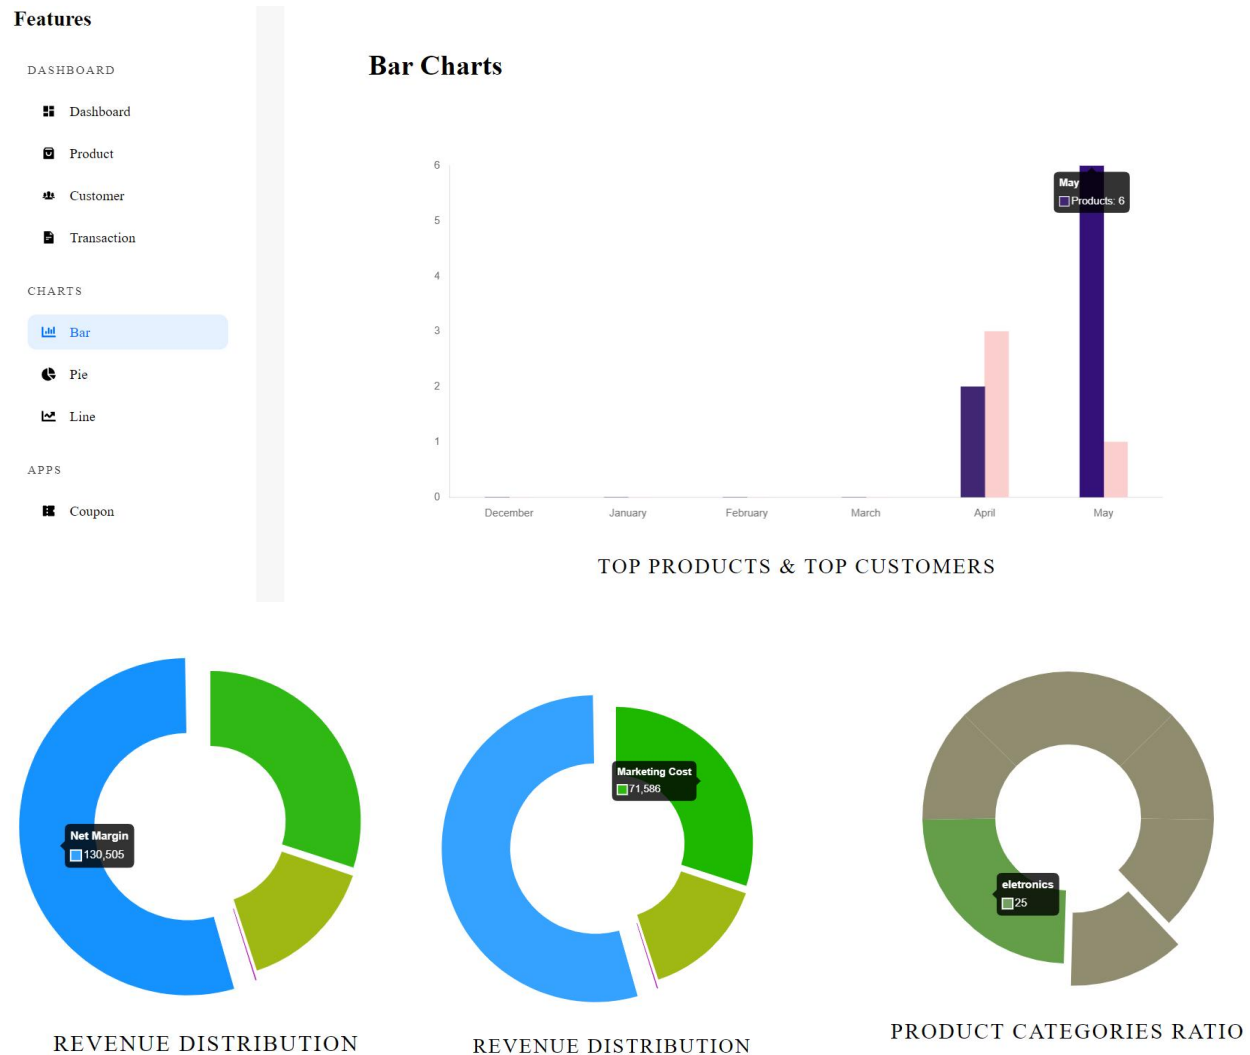 Features
DASHBOARD
Dashboard
Product
Customer
Transaction
CHARTS
Bar
Pie
Line
APPS
Coupon
Bar Charts
6
5
4
3
2
1
0
May
Products: 6
December January February March April May
TOP PRODUCTS & TOP CUSTOMERS
Net Margin
130,505
REVENUE DISTRIBUTION
Marketing Cost
71,586
REVENUE DISTRIBUTION
eletronics
25
PRODUCT CATEGORIES RATIO